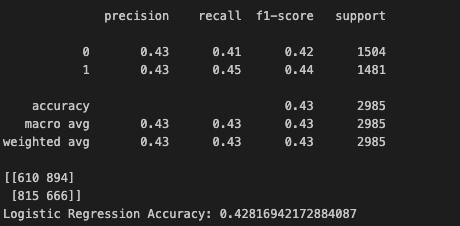 precision recall f1-score support
0 0.43 0.41 0.42 1504
1 0.43 0.45 0.44 1481
accuracy 0.43 2985
macro avg 0.43 0.43 0.43 2985
weighted avg 0.43 0.43 0.43 2985
[[610 894]
[815 666]]
Logistic Regression Accuracy: 0.42816942172884087